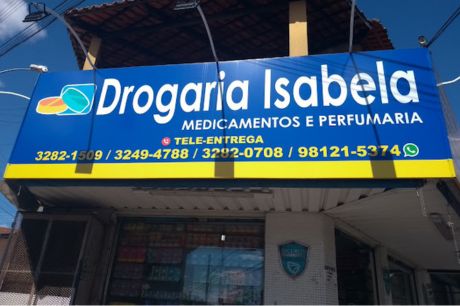 Drogaria Isabela
MEDICAMENTOS E PERFUMARIA
TELE-ENTREGA
3282-1509 / 3249-4788 / 3292-0708 / 98121-5374